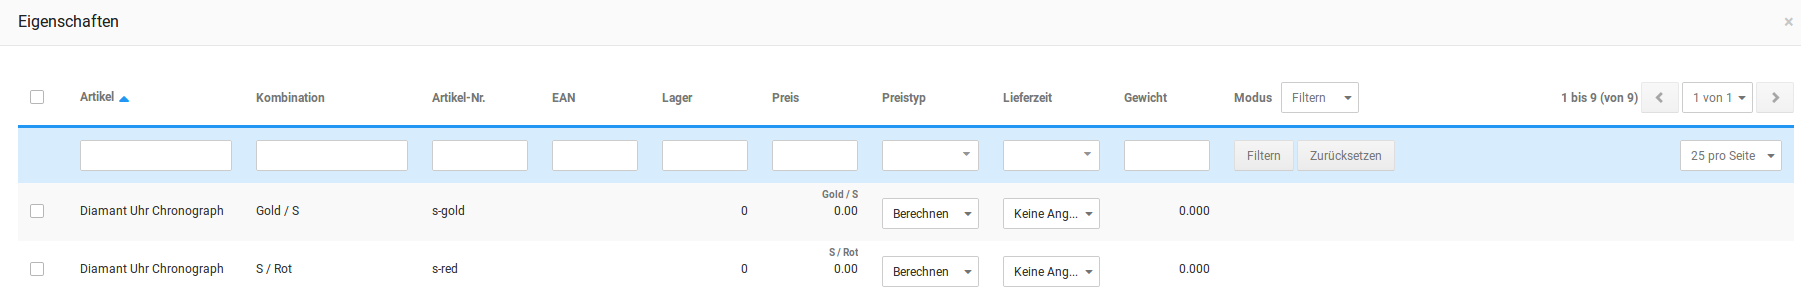 Eigenschaften
×
Artikel Kombination Artikel-Nr. EAN Lager Preis Preistyp Lieferzeit Gewicht Modus Filtern 1 bis 9 (von 9) 1 von 1
Filtern Zurücksetzen 25 pro Seite
Gold / S
Diamant Uhr Chronograph Gold / S s-gold 0 0.00 Berechnen Keine Ang... 0.000
S / Rot
Diamant Uhr Chronograph S / Rot s-red 0 0.00 Berechnen Keine Ang... 0.000